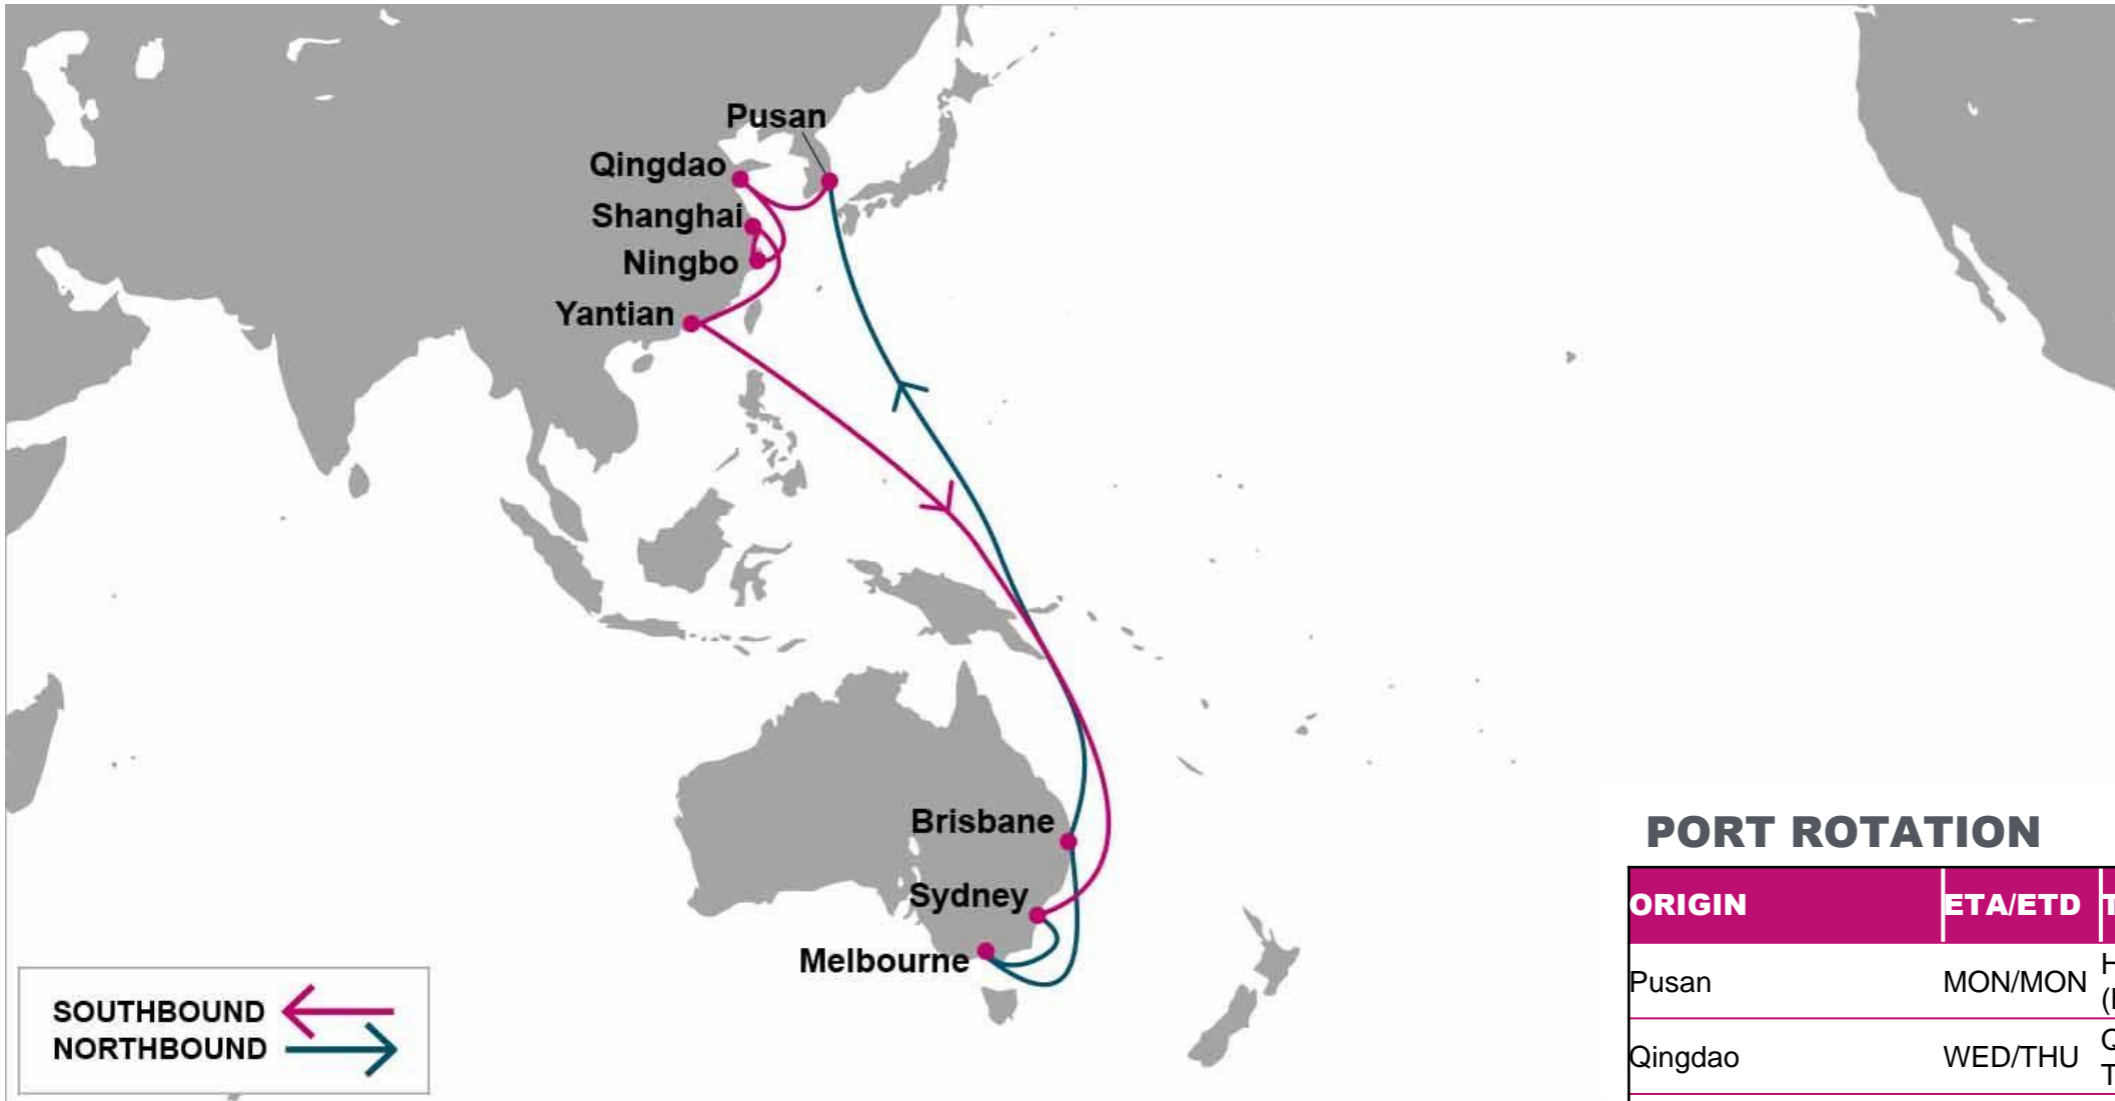 Pusan
Qingdao
Shanghai
Ningbo
Yantian
Brisbane
Sydney
Melbourne
SOUTHBOUND
NORTHBOUND
PORT ROTATION
ORIGIN ETA/ETD
Pusan MON/MON
Qingdao WED/THU